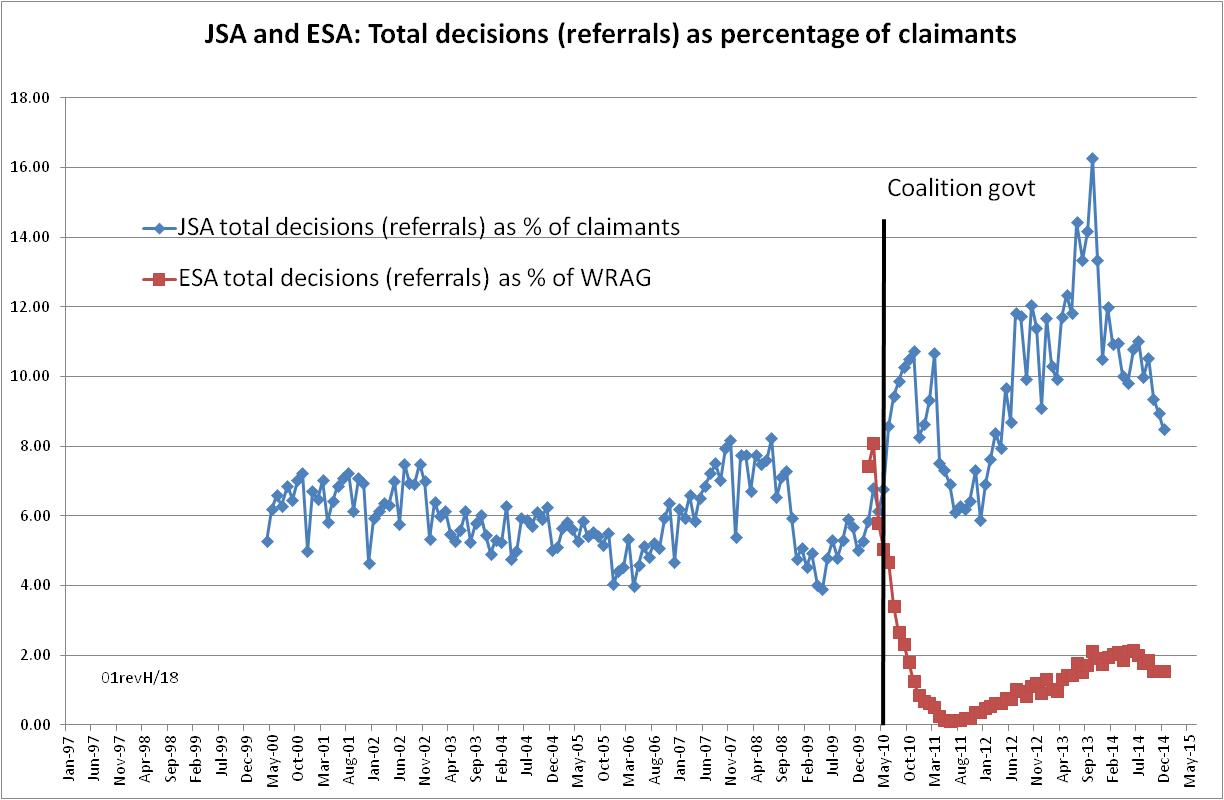 JSA and ESA: Total decisions (referrals) as percentage of claimants
18.00
16.00
14.00
12.00
10.00
8.00
6.00
4.00
2.00
0.00
Coalition govt
JSA total decisions (referrals) as % of claimants
ESA total decisions (referrals) as % of WRAG
01revH/18
Jan-97
Jun-97
Nov-97
Apr-98
Sep-98
Feb-99
Jul-99
Dec-99
May-00
Oct-00
Mar-01
Aug-01
Jan-02
Jun-02
Nov-02
Apr-03
Sep-03
Feb-04
Jul-04
Dec-04
May-05
Oct-05
Mar-06
Aug-06
Jan-07
Jun-07
Nov-07
Apr-08
Sep-08
Feb-09
Jul-09
Dec-09
May-10
Oct-10
Mar-11
Aug-11
Jan-12
Jun-12
Nov-12
Apr-13
Sep-13
Feb-14
Jul-14
Dec-14
May-15